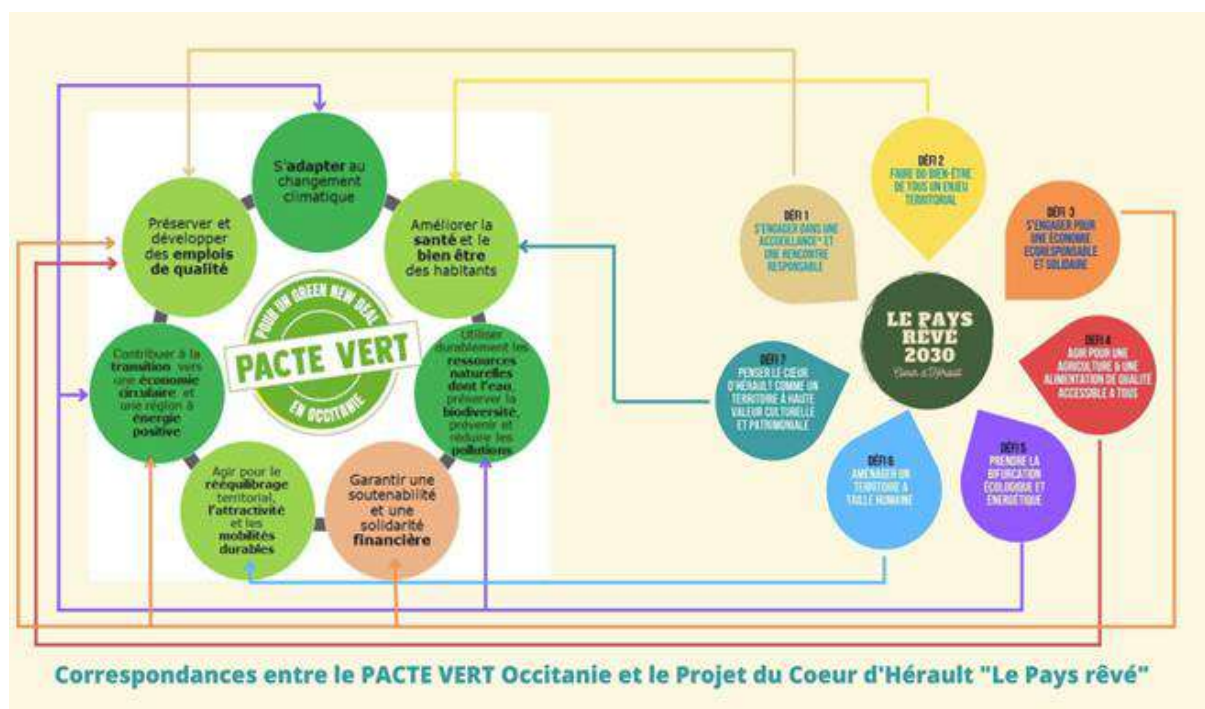 S'adapter au
changement
climatique
Préserver et
développer
des emplois
de qualité
Améliorer la
santé et le
bien être
des habitants
POUR UN GREEN NEW DEAL
PACTE VERT
EN OCCITANIE
Contribuer à la
transition vers
une économie
circulaire, et
une région à
énergie
positive
Utiliser
durablement les
ressources
naturelles
dont l'eau,
préserver la
biodiversité,
prévenir et
réduire les
pollutions
Agir pour le
rééquilibrage
territorial,
l'attractivité
et les
mobilités
durables
Garantir une
soutenabilité
et une
solidarité
financière
DÉFI 1
S'ENGAGER DANS UNE
ACCUEILLANCE* ET
UNE RENCONTRE
RESPONSABLE
DÉFI 2
FAIRE DU BIEN-ÊTRE
DE TOUS UN ENJEU
TERRITORIAL
DÉFI 3
S'ENGAGER POUR
UNE ÉCONOMIE
ECORESPONSABLE
ET SOLIDAIRE
LE PAYS
RÊVÉ
2030
Coeur d'Hérault
DÉFI 4
AGIR POUR UNE
AGRICULTURE & UNE
ALIMENTATION DE QUALITÉ
ACCESSIBLE A TOUS
DÉFI 5
PRENDRE LA
BIFURCATION
ÉCOLOGIQUE ET
ENERGÉTIQUE
DÉFI 6
AMÉNAGER UN
TERRITOIRE A
TAILLE HUMAINE
DÉFI 7
PENSER LE CŒUR
D'HÉRAULT COMME UN
TERRITOIRE À HAUTE
VALEUR CULTURELLE
ET PATRIMONIALE
Correspondances entre le PACTE VERT Occitanie et le Projet du Coeur d'Hérault "Le Pays rêvé"